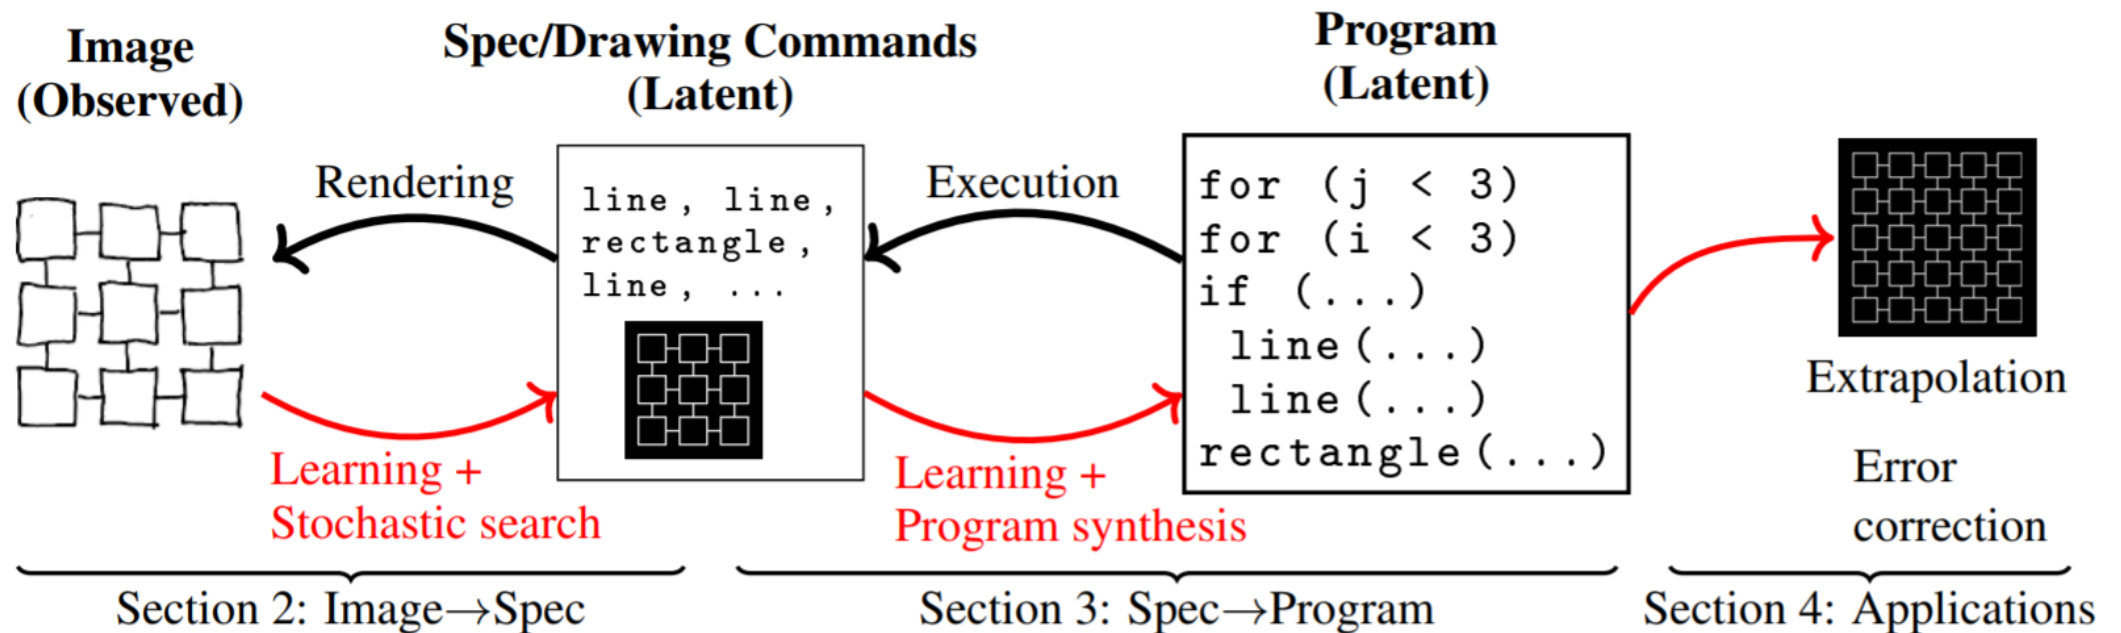 Image
(Observed)
Spec/Drawing Commands
(Latent)
Program
(Latent)
Rendering
line, line,
rectangle,
line, ...
Execution
for (j < 3)
for (i < 3)
if (...)
line(...)
line(...)
rectangle(...)
Extrapolation
Error
correction
Learning +
Stochastic search
Learning +
Program synthesis
Section 2: Image→Spec
Section 3: Spec→Program
Section 4: Applications